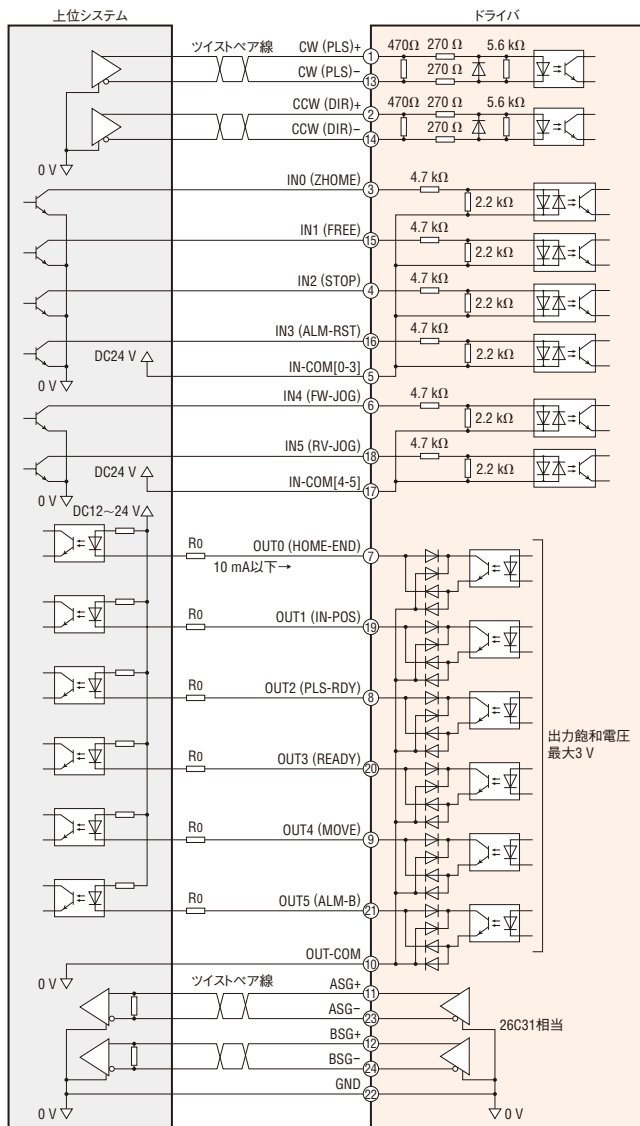 上位システム
ドライバ
ツイストペア線
CW (PLS)+
1
470Ω
270 Ω
5.6 kΩ
CW (PLS)−
13
270 Ω
CCW (DIR)+
2
470Ω
270 Ω
5.6 kΩ
CCW (DIR)−
14
270 Ω
0 V
IN0 (ZHOME)
3
4.7 kΩ
2.2 kΩ
IN1 (FREE)
15
4.7 kΩ
2.2 kΩ
IN2 (STOP)
4
4.7 kΩ
2.2 kΩ
IN3 (ALM-RST)
16
4.7 kΩ
2.2 kΩ
DC24 V
IN-COM[0-3]
5
0 V
IN4 (FW-JOG)
6
4.7 kΩ
2.2 kΩ
IN5 (RV-JOG)
18
4.7 kΩ
2.2 kΩ
DC24 V
IN-COM[4-5]
17
0 V
DC12~24 V
R0
OUT0 (HOME-END)
7
10 mA以下→
R0
OUT1 (IN-POS)
19
R0
OUT2 (PLS-RDY)
8
出力飽和電圧
最大3 V
R0
OUT3 (READY)
20
R0
OUT4 (MOVE)
9
R0
OUT5 (ALM-B)
21
OUT-COM
10
0 V
ツイストペア線
ASG+
11
ASG−
23
26C31相当
BSG+
12
BSG−
24
GND
22
0 V
0 V